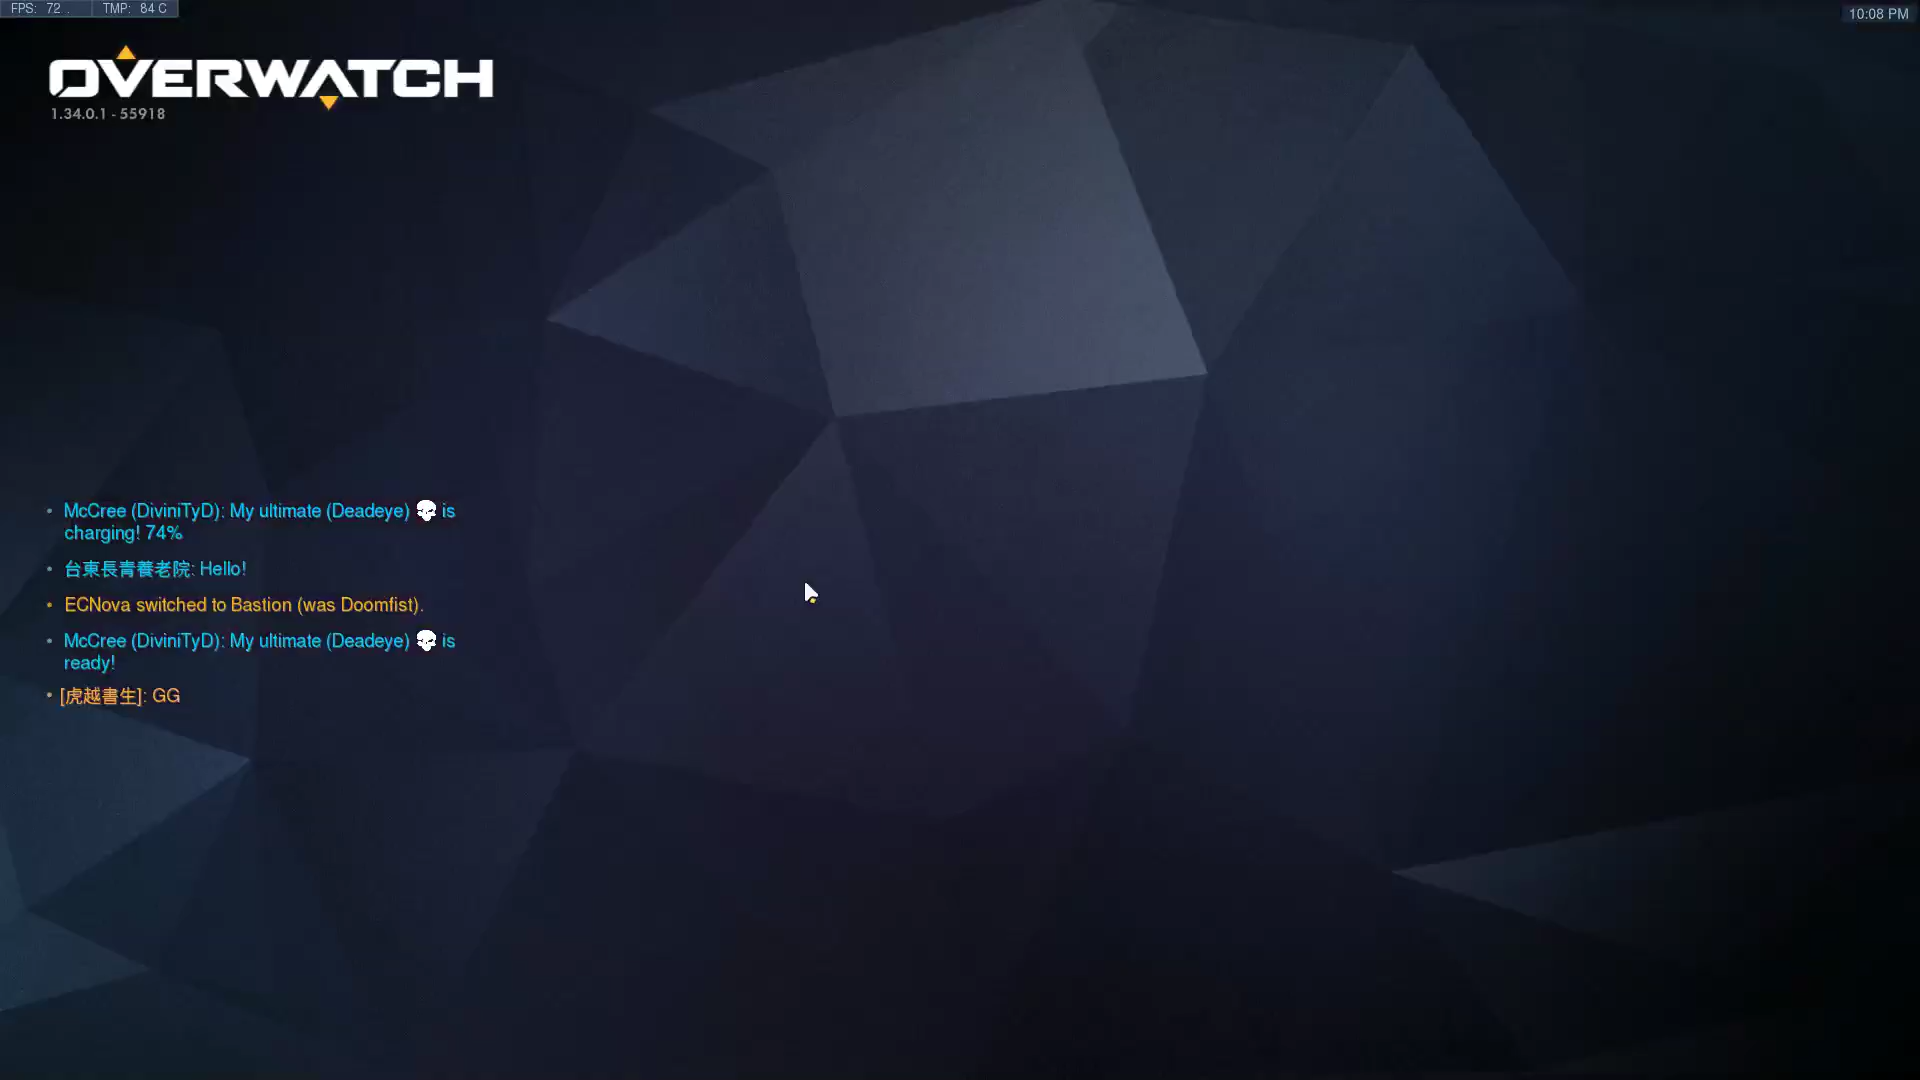 FPS: 72 . TMP: 84 C
10:08 PM
OVERWATCH
1.34.0.1 - 55918
• McCree (DiviniTyD): My ultimate (Deadeye) is
charging! 74%
• 台東長青養老院: Hello!
• ECNova switched to Bastion (was Doomfist).
• McCree (DiviniTyD): My ultimate (Deadeye) is
ready!
• [虎越書生]: GG